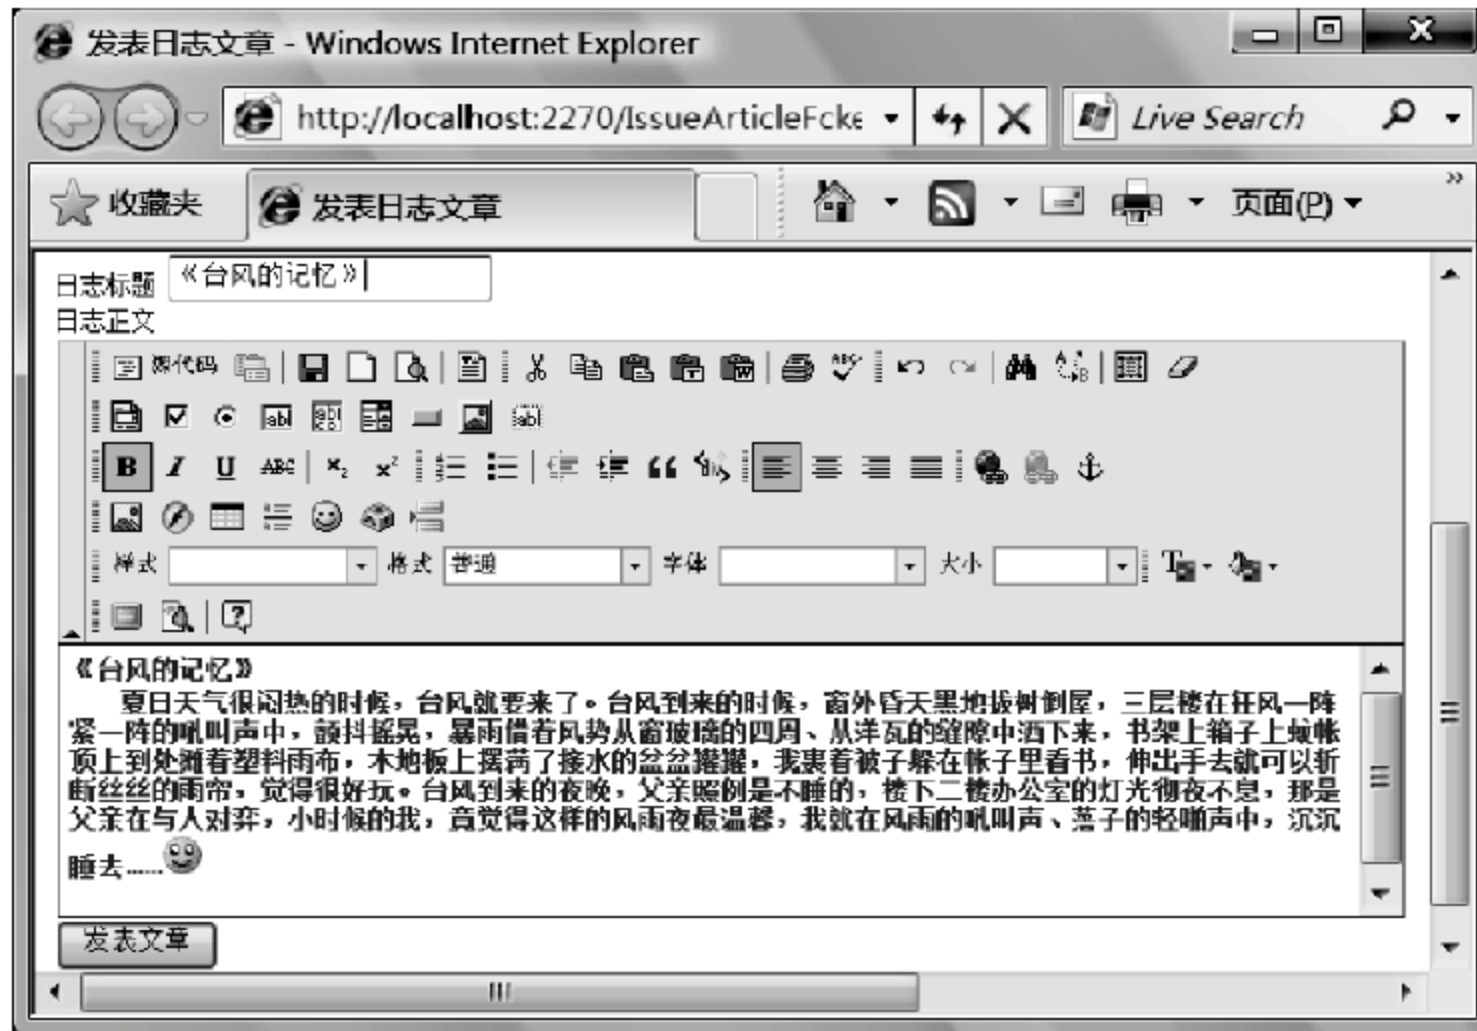 发表日志文章 - Windows Internet Explorer
http://localhost:2270/IssueArticleFcke
Live Search
收藏夹 发表日志文章 页面(P)
日志标题 《台风的记忆》
日志正文
源代码
样式 格式 普通 字体 大小
《台风的记忆》
夏日天气很闷热的时候，台风就要来了。台风到来的时候，窗外昏天黑地拔树倒屋，三层楼在狂风一阵
紧一阵的吼叫声中，颤抖摇晃，暴雨借着风势从窗玻璃的四周、从洋瓦的缝隙中洒下来，书架上箱子上蚊帐
顶上到处摊着塑料雨布，木地板上摆满了接水的盆盆罐罐，我裹着被子躲在帐子里看书，伸出手去就可以斩
断丝丝的雨帘，觉得很好玩。台风到来的夜晚，父亲照例是不睡的，楼下二楼办公室的灯光彻夜不息，那是
父亲在与人对弈，小时候的我，竟觉得这样的风雨夜最温馨，我就在风雨的吼叫声、落子的轻啪声中，沉沉
睡去……
发表文章